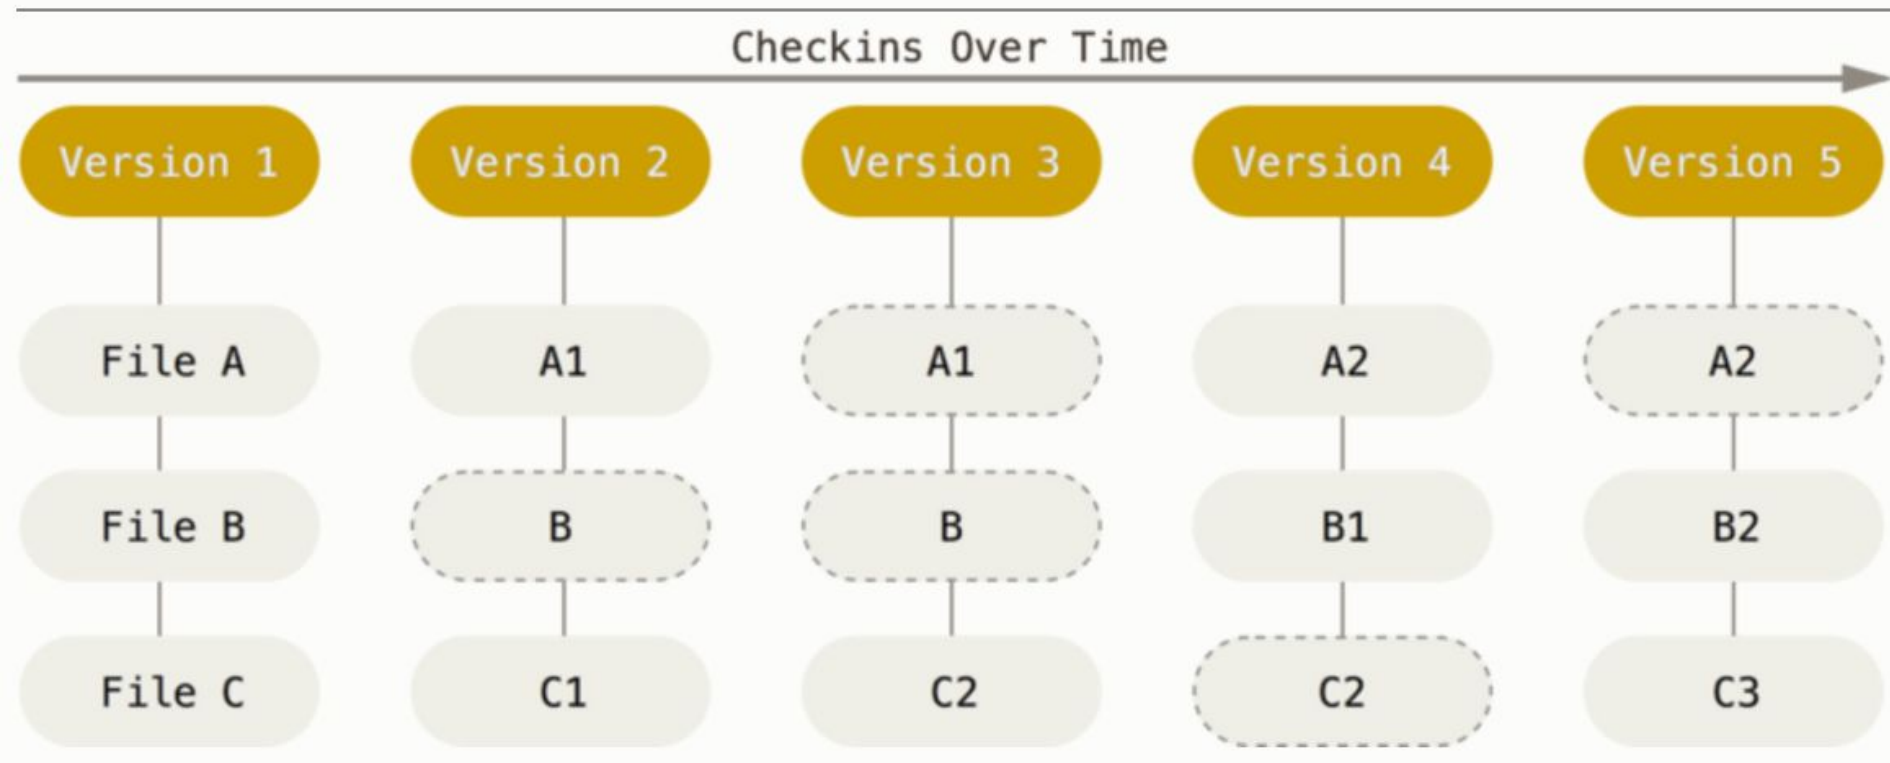 Checkins Over Time
Version 1 Version 2 Version 3 Version 4 Version 5
File A A1 A1 A2 A2
File B B B B1 B2
File C C1 C2 C2 C3